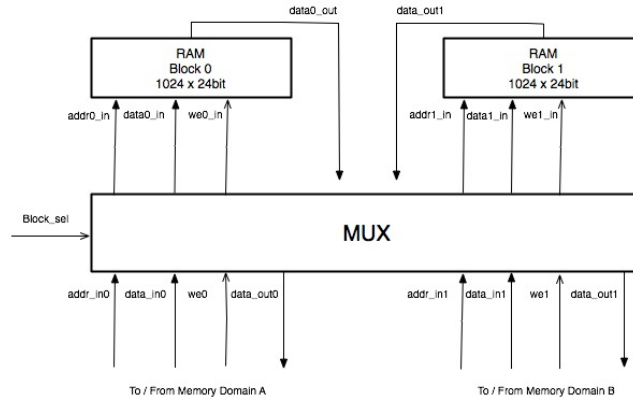 data0_out
data_out1
RAM
Block 0
1024 x 24bit
RAM
Block 1
1024 x 24bit
addr0_in
data0_in
we0_in
addr1_in
data1_in
we1_in
Block_sel
MUX
addr_in0
data_in0
we0
data_out0
addr_in1
data_in1
we1
data_out1
To / From Memory Domain A
To / From Memory Domain B